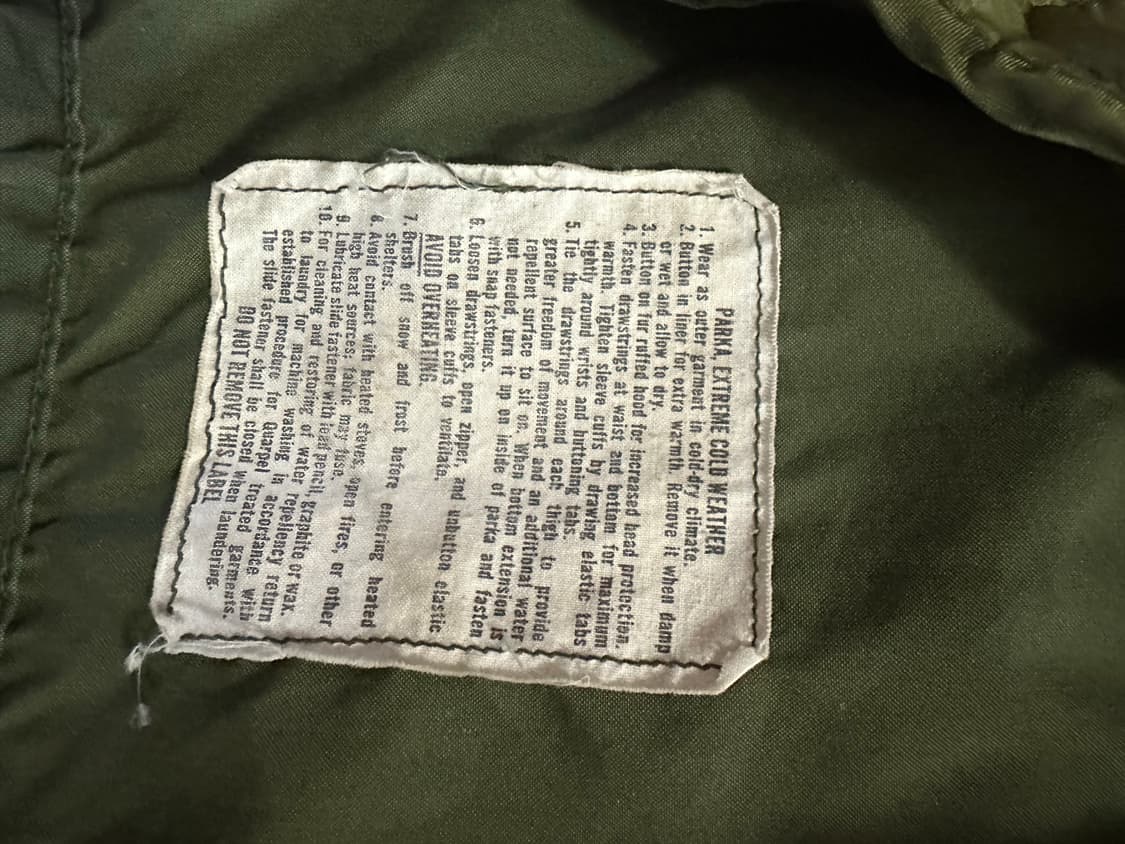 PARKA, EXTREME COLD WEATHER
1. Wear as outer garment in cold-dry climate.
2. Button in liner for extra warmth. Remove it when damp
or wet and allow to dry.
3. Button on fur ruffed hood for increased head protection.
4. Fasten drawstrings at waist and bottom for maximum
warmth. Tighten sleeve cuffs by drawing elastic tabs
tightly around wrists and buttoning tabs.
5. Tie the drawstrings around each thigh to provide
greater freedom of movement and an additional water
repellent surface to sit on. When bottom extension is
not needed, turn it up on inside of parka and fasten
with snap fasteners.
6. Loosen drawstrings, open zipper, and unbutton elastic
tabs on sleeve cuffs to ventilate.
AVOID OVERHEATING.
7. Brush off snow and frost before entering heated
shelters.
8. Avoid contact with heated stoves, open fires, or other
high heat sources; fabric may fuse.
9. Lubricate slide fastener with lead pencil, graphite or wax.
10. For cleaning and restoring of water repellency return
to laundry for machine washing in accordance with
established procedure for Quarpel treated garments.
The slide fastener shall be closed when laundering.
DO NOT REMOVE THIS LABEL